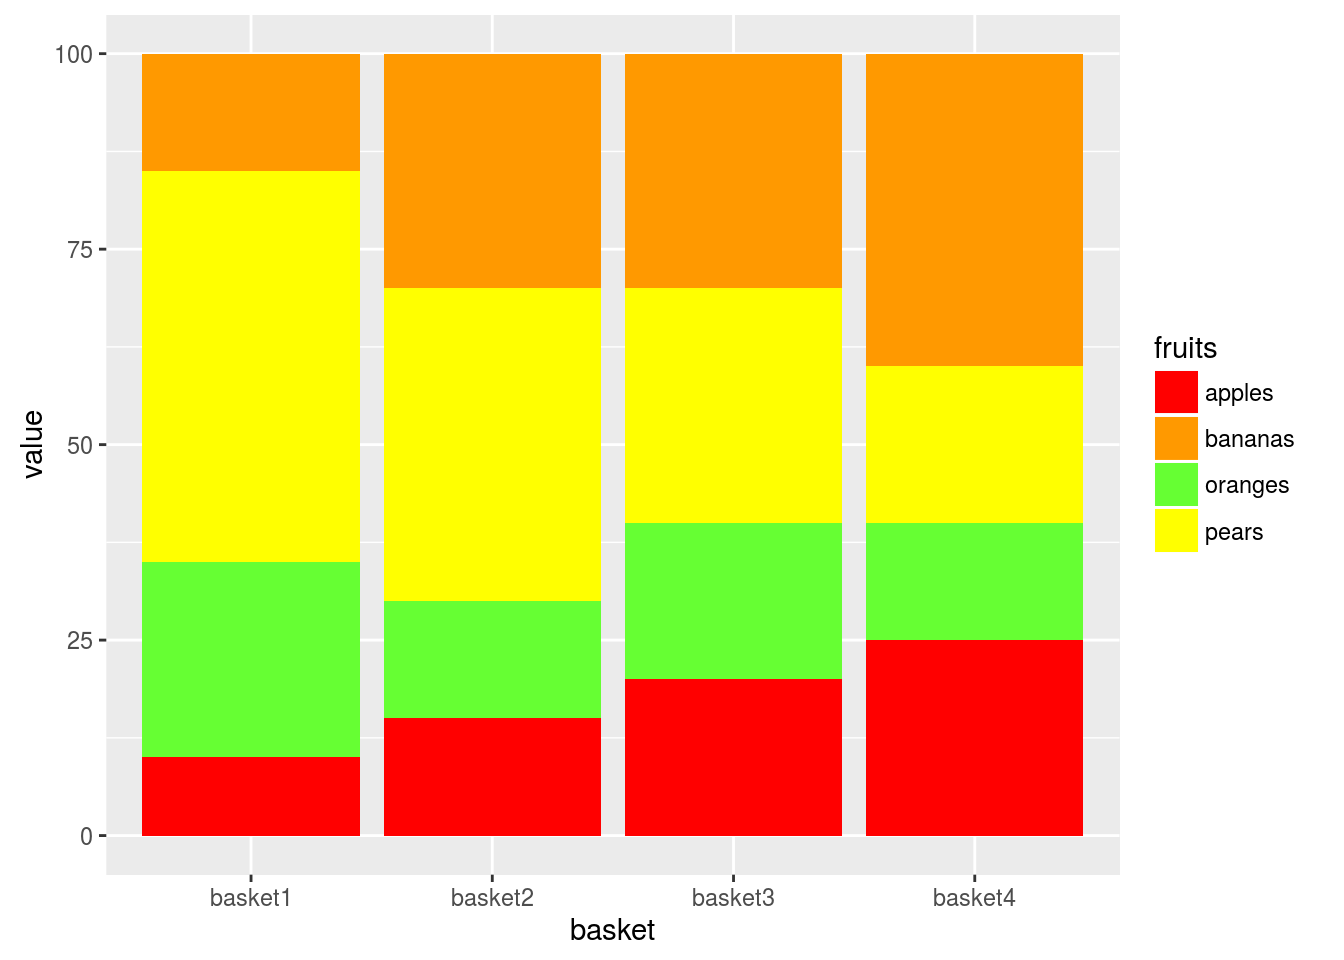 100
75
50
25
0
value
basket1
basket2
basket3
basket4
basket
fruits
apples
bananas
oranges
pears